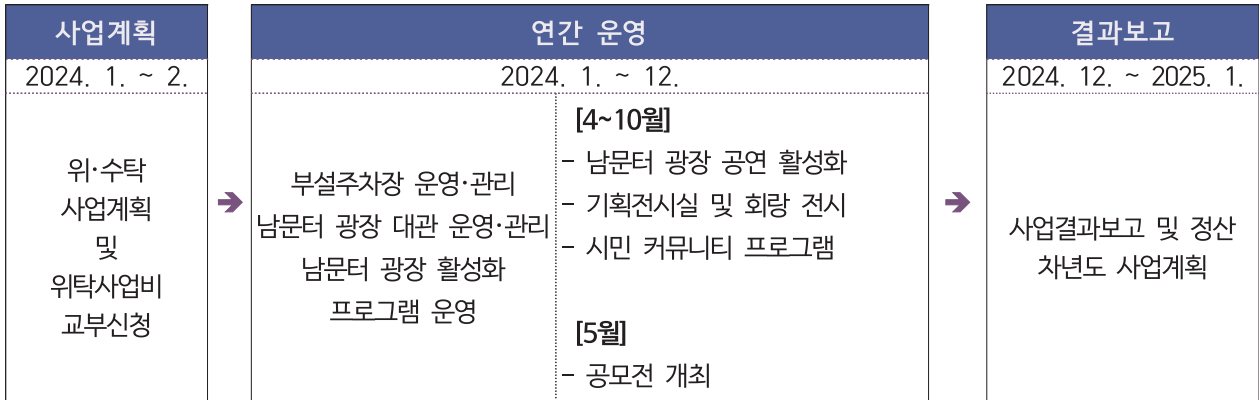 사업계획
2024. 1. ~ 2.
위·수탁
사업계획
및
위탁사업비
교부신청
➔
연간 운영
2024. 1. ~ 12.
부설주차장 운영·관리
남문터 광장 대관 운영·관리
남문터 광장 활성화
프로그램 운영
[4~10월]
- 남문터 광장 공연 활성화
- 기획전시실 및 회랑 전시
- 시민 커뮤니티 프로그램
[5월]
- 공모전 개최
➔
결과보고
2024. 12. ~ 2025. 1.
사업결과보고 및 정산
차년도 사업계획